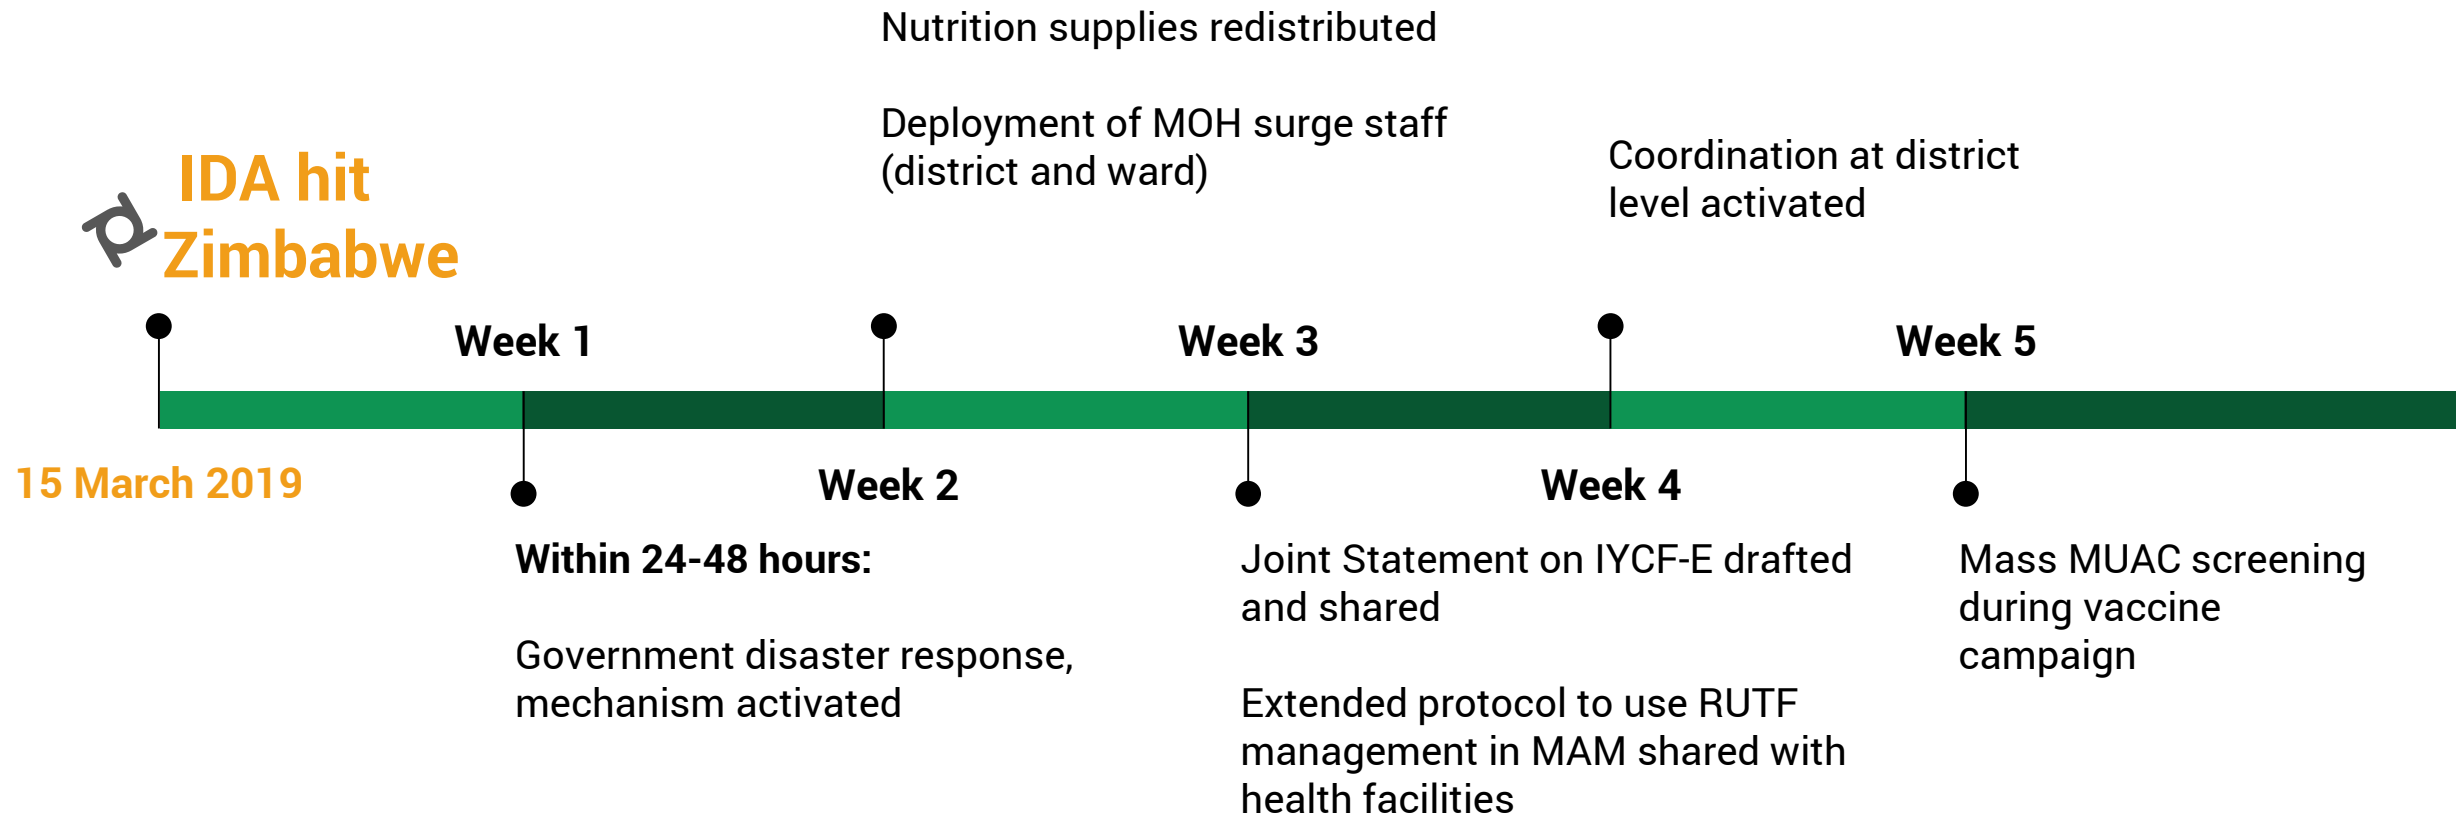 IDA hit
Zimbabwe
15 March 2019
Week 1
Within 24-48 hours:
Government disaster response,
mechanism activated
Week 2
Nutrition supplies redistributed
Deployment of MOH surge staff
(district and ward)
Week 3
Joint Statement on IYCF-E drafted
and shared
Extended protocol to use RUTF
management in MAM shared with
health facilities
Week 4
Coordination at district
level activated
Week 5
Mass MUAC screening
during vaccine
campaign